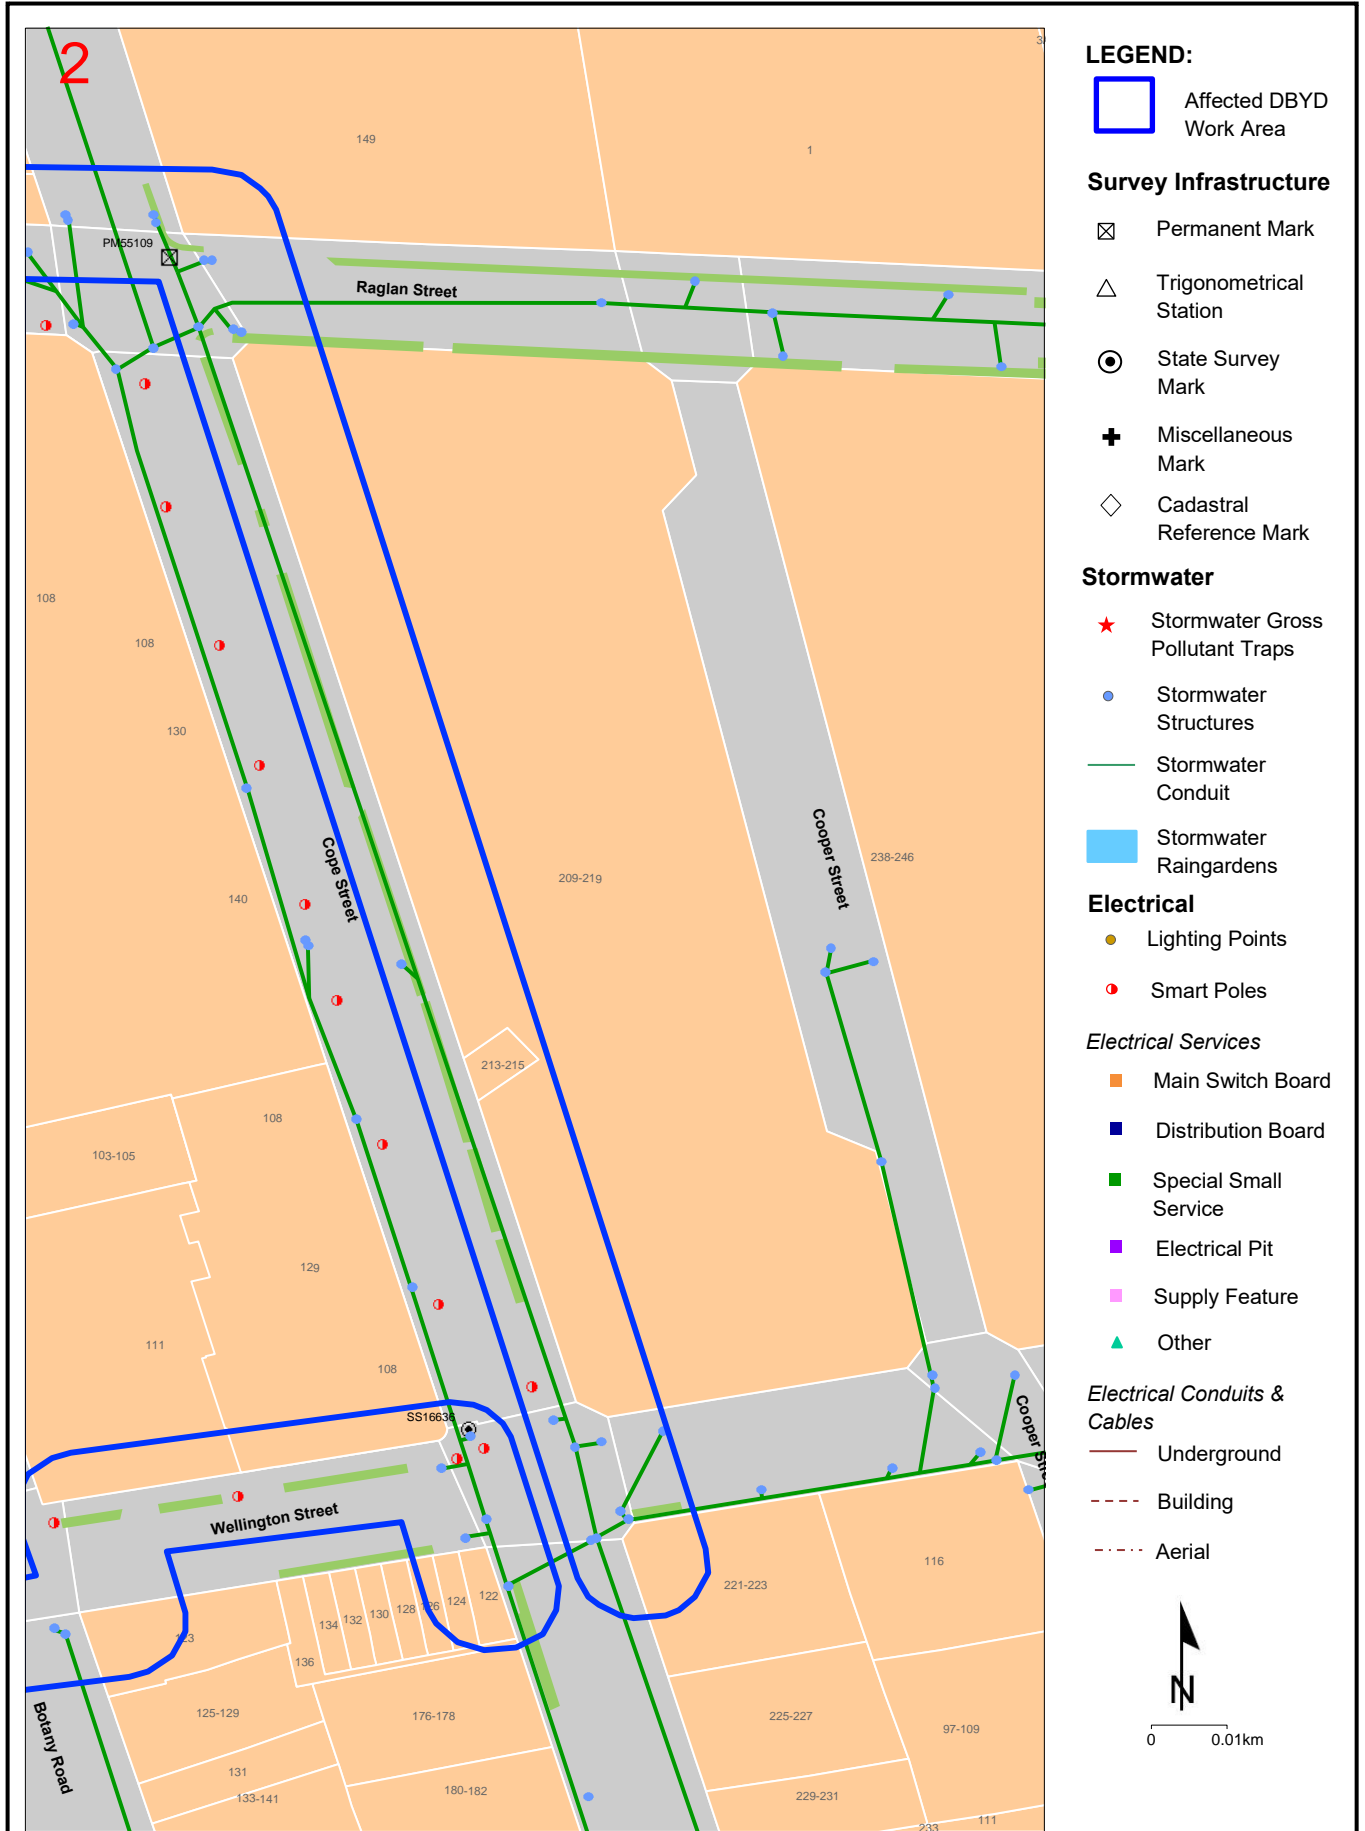 2
149
1
PM55109
Raglan Street
108
108
130
Cope Street
140
209-219
Cooper Street
238-246
213-215
108
103-105
129
111
108
SS16636
Wellington Street
Cooper Stre
116
221-223
122
124
126
128
130
132
134
136
123
125-129
176-178
225-227
97-109
Botany Road
131
133-141
180-182
229-231
233
111
LEGEND:
Affected DBYD
Work Area
Survey Infrastructure
Permanent Mark
Trigonometrical
Station
State Survey
Mark
Miscellaneous
Mark
Cadastral
Reference Mark
Stormwater
Stormwater Gross
Pollutant Traps
Stormwater
Structures
Stormwater
Conduit
Stormwater
Raingardens
Electrical
Lighting Points
Smart Poles
Electrical Services
Main Switch Board
Distribution Board
Special Small
Service
Electrical Pit
Supply Feature
Other
Electrical Conduits &
Cables
Underground
Building
Aerial
N
0 0.01km